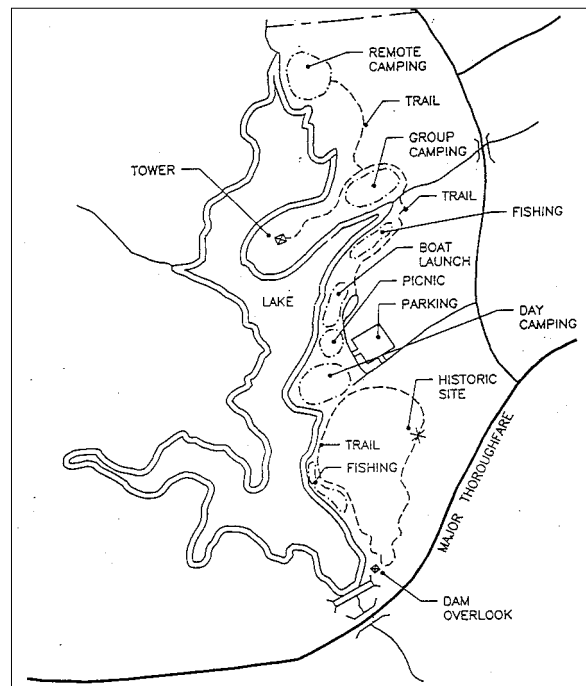 REMOTE
CAMPING
TRAIL
GROUP
CAMPING
TOWER
TRAIL
FISHING
BOAT
LAUNCH
PICNIC
LAKE
PARKING
DAY
CAMPING
HISTORIC
SITE
TRAIL
FISHING
MAJOR THOROUGHFARE
DAM
OVERLOOK